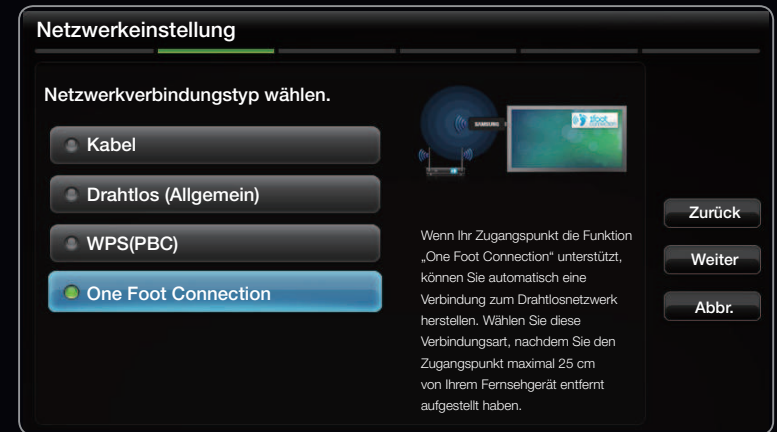 Netzwerkeinstellung
Netzwerkverbindungstyp wählen.
Kabel
Drahtlos (Allgemein)
WPS(PBC)
One Foot Connection
SAMSUNG
Wenn Ihr Zugangspunkt die Funktion
„One Foot Connection“ unterstützt,
können Sie automatisch eine
Verbindung zum Drahtlosnetzwerk
herstellen. Wählen Sie diese
Verbindungsart, nachdem Sie den
Zugangspunkt maximal 25 cm
von Ihrem Fernsehgerät entfernt
aufgestellt haben.
Zurück
Weiter
Abbr.